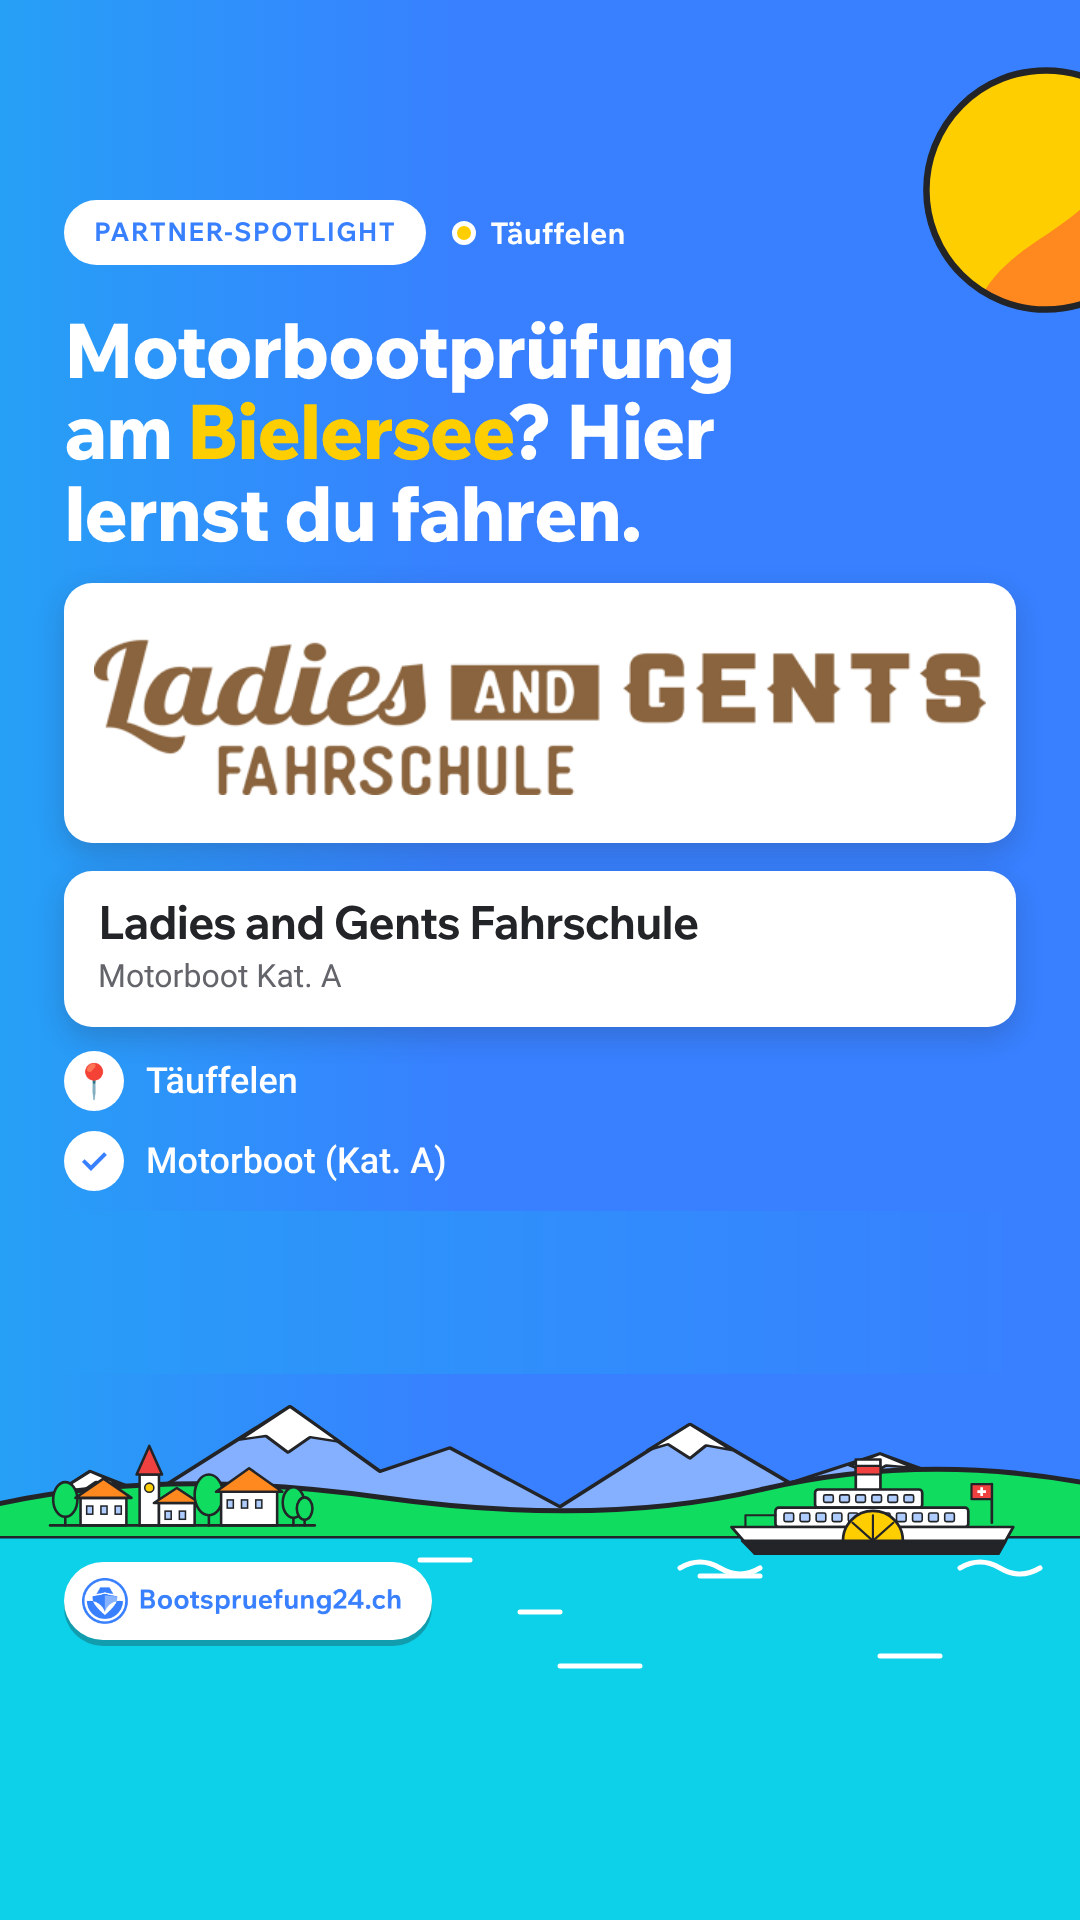 PARTNER-SPOTLIGHT
Täuffelen
Motorbootprüfung
am Bielersee? Hier
lernst du fahren.
Ladies AND GENTS
FAHRSCHULE
Ladies and Gents Fahrschule
Motorboot Kat. A
Täuffelen
Motorboot (Kat. A)
Bootspruefung24.ch